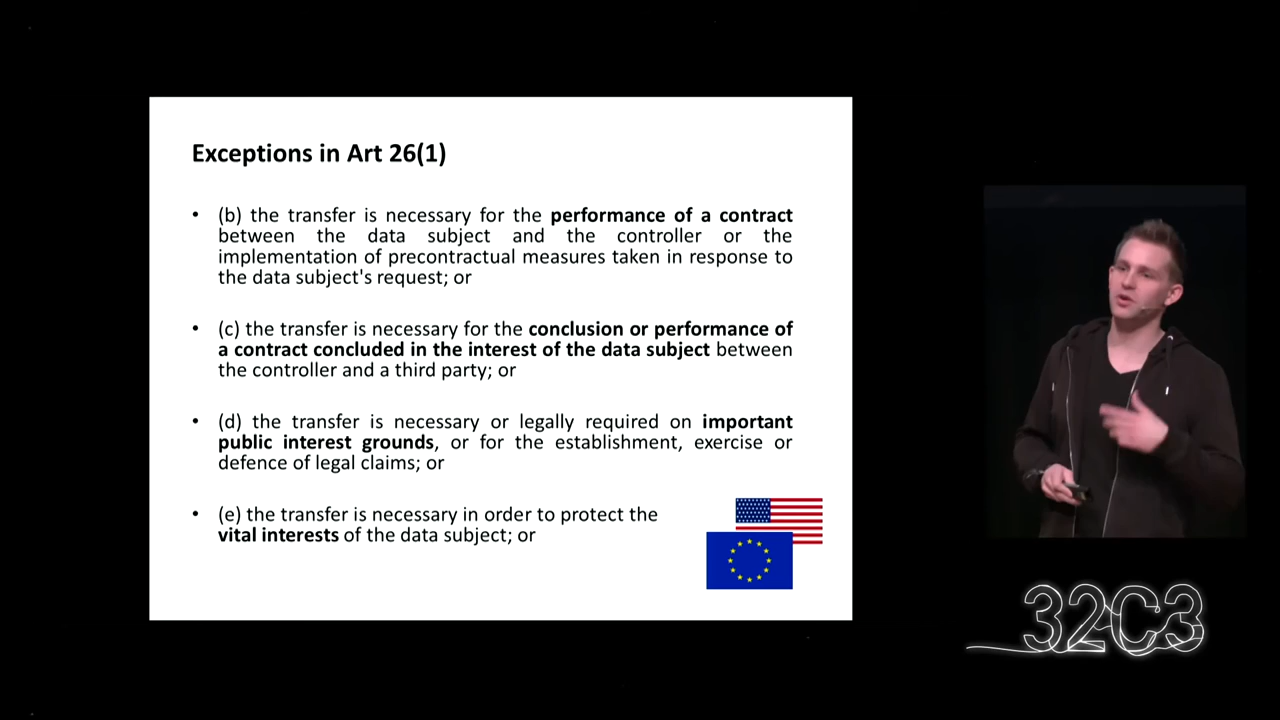 Exceptions in Art 26(1)
• (b) the transfer is necessary for the performance of a contract
between the data subject and the controller or the
implementation of precontractual measures taken in response to
the data subject's request; or
• (c) the transfer is necessary for the conclusion or performance of
a contract concluded in the interest of the data subject between
the controller and a third party; or
• (d) the transfer is necessary or legally required on important
public interest grounds, or for the establishment, exercise or
defence of legal claims; or
• (e) the transfer is necessary in order to protect the
vital interests of the data subject; or
32C3